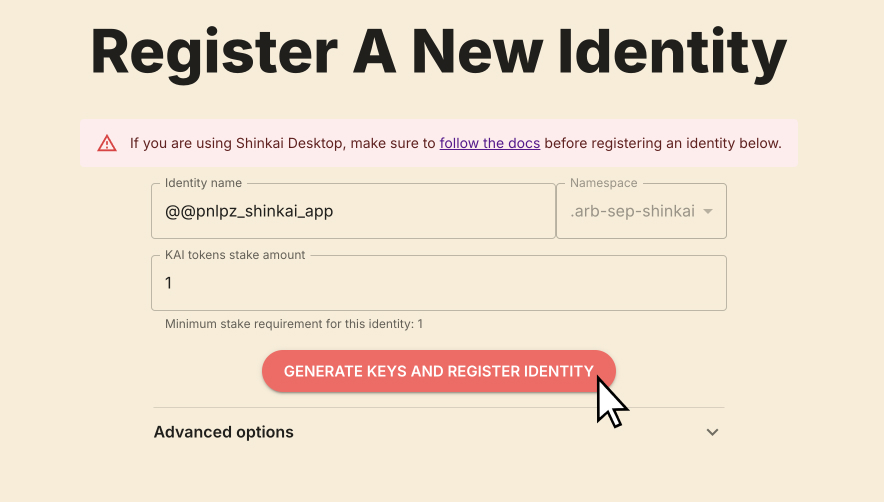 Register A New Identity
If you are using Shinkai Desktop, make sure to follow the docs before registering an identity below.
Identity name
@@pnlpz_shinkai_app
Namespace
.arb-sep-shinkai
KAI tokens stake amount
1
Minimum stake requirement for this identity: 1
GENERATE KEYS AND REGISTER IDENTITY
Advanced options